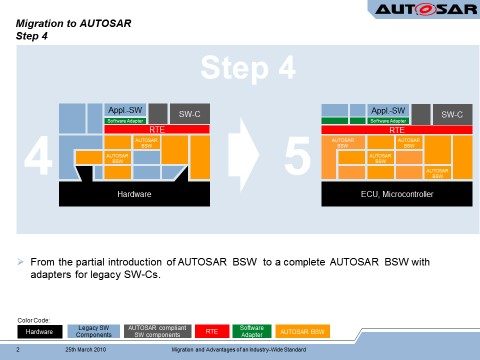 AUTOSAR
Migration to AUTOSAR
Step 4
Step 4
4
Appl.-SW
Software Adapter
SW-C
RTE
AUTOSAR
BSW
AUTOSAR
BSW
Hardware
5
Appl.-SW
Software Adapter
SW-C
RTE
AUTOSAR
BSW
AUTOSAR
BSW
AUTOSAR
BSW
AUTOSAR
BSW
ECU, Microcontroller
From the partial introduction of AUTOSAR BSW to a complete AUTOSAR BSW with
adapters for legacy SW-Cs.
Color Code:
Hardware
Legacy SW
Components
AUTOSAR compliant
SW components
RTE
Software
Adapter
AUTOSAR BSW
2
25th March 2010
Migration and Advantages of an Industry-Wide Standard